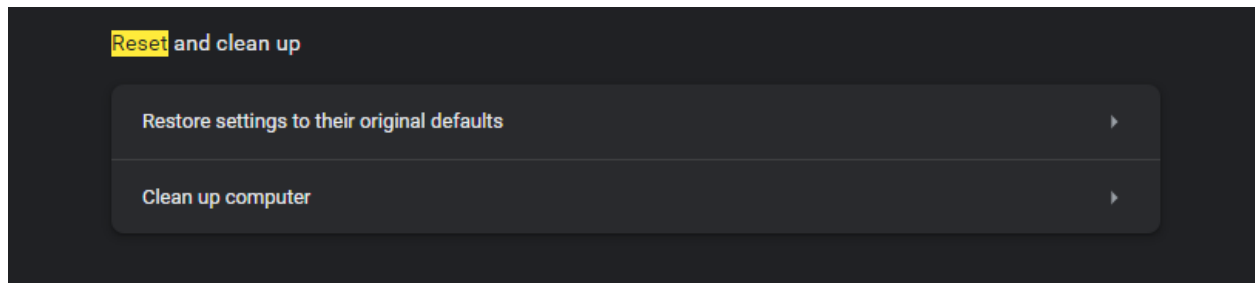 Reset and clean up
Restore settings to their original defaults
Clean up computer